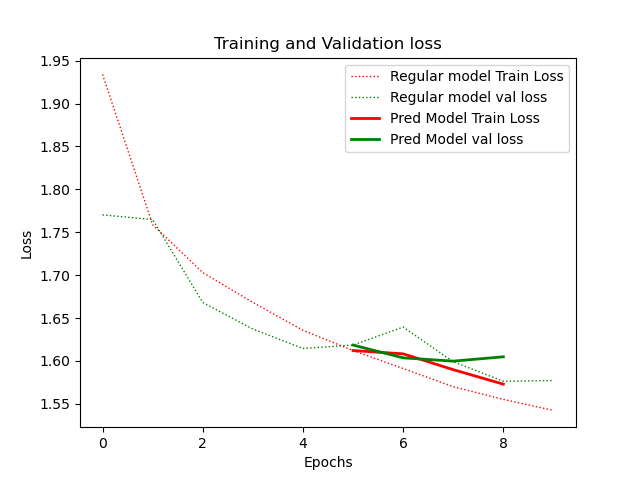 Training and Validation loss
Regular model Train Loss
Regular model val loss
Pred Model Train Loss
Pred Model val loss
Loss
1.95
1.90
1.85
1.80
1.75
1.70
1.65
1.60
1.55
0 2 4 6 8
Epochs